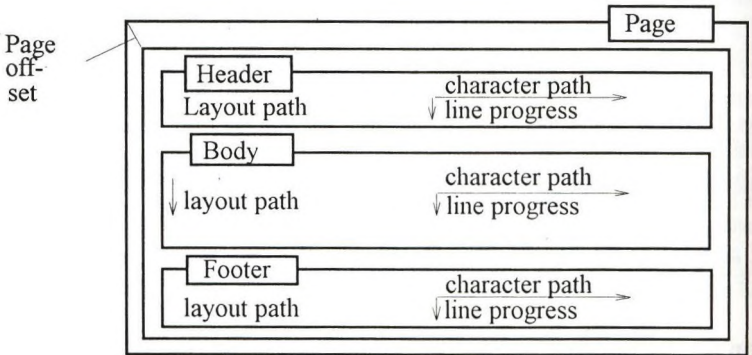 Page
Page
off-
set
Header
character path
Layout path
line progress
Body
character path
layout path
line progress
Footer
character path
layout path
line progress